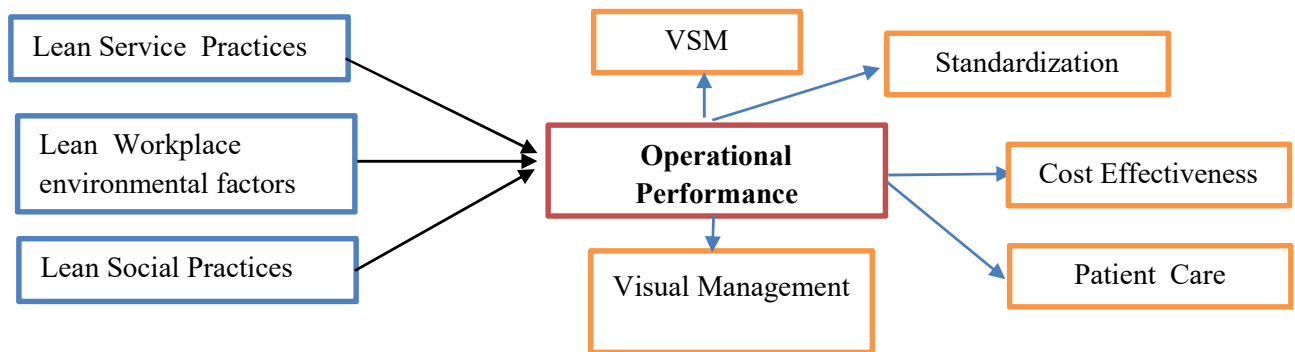 Lean Service Practices
VSM
Standardization
Lean Workplace
environmental factors
Operational
Performance
Cost Effectiveness
Lean Social Practices
Visual Management
Patient Care